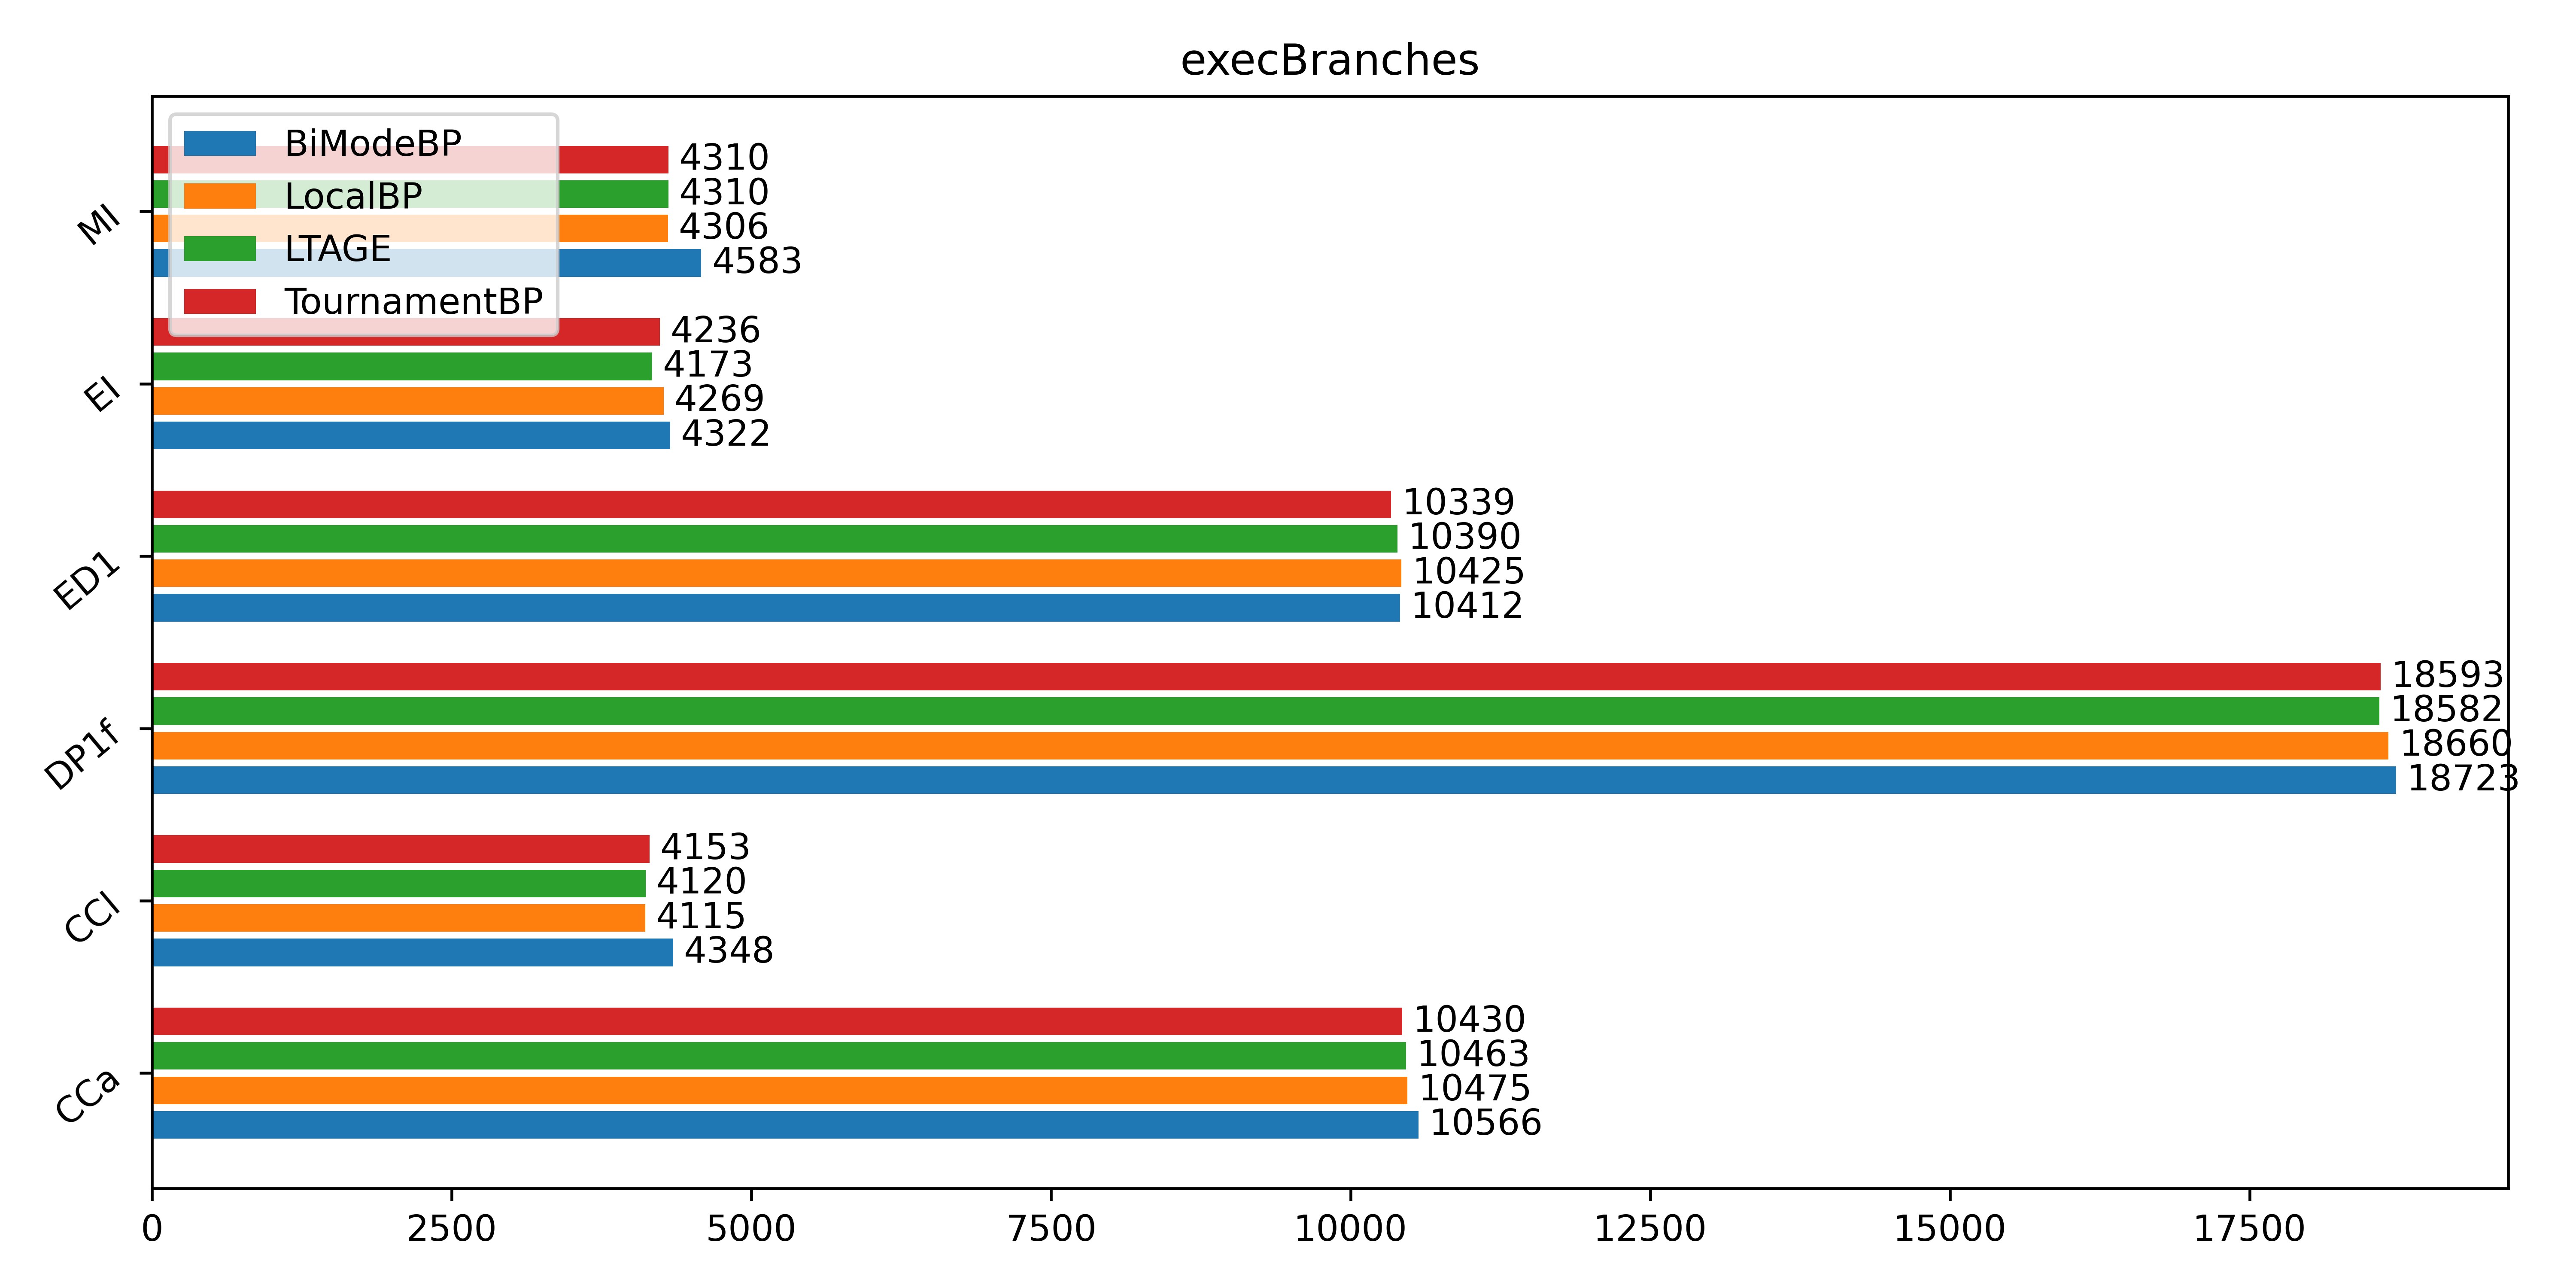 execBranches
BiModeBP
LocalBP
LTAGE
TournamentBP
MI
4310
4310
4306
4583
EI
4236
4173
4269
4322
ED1
10339
10390
10425
10412
DP1f
18593
18582
18660
18723
CCl
4153
4120
4115
4348
CCa
10430
10463
10475
10566
0 2500 5000 7500 10000 12500 15000 17500